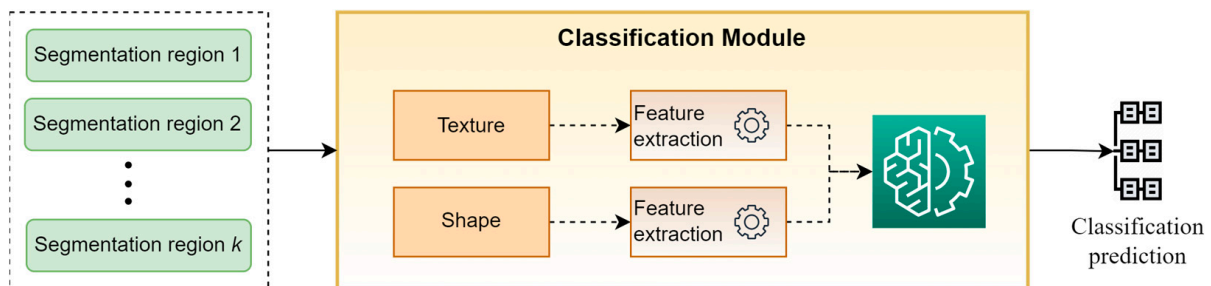 Classification Module
Segmentation region 1
Segmentation region 2
Segmentation region k
Texture
Feature
extraction
Shape
Feature
extraction
Classification
prediction